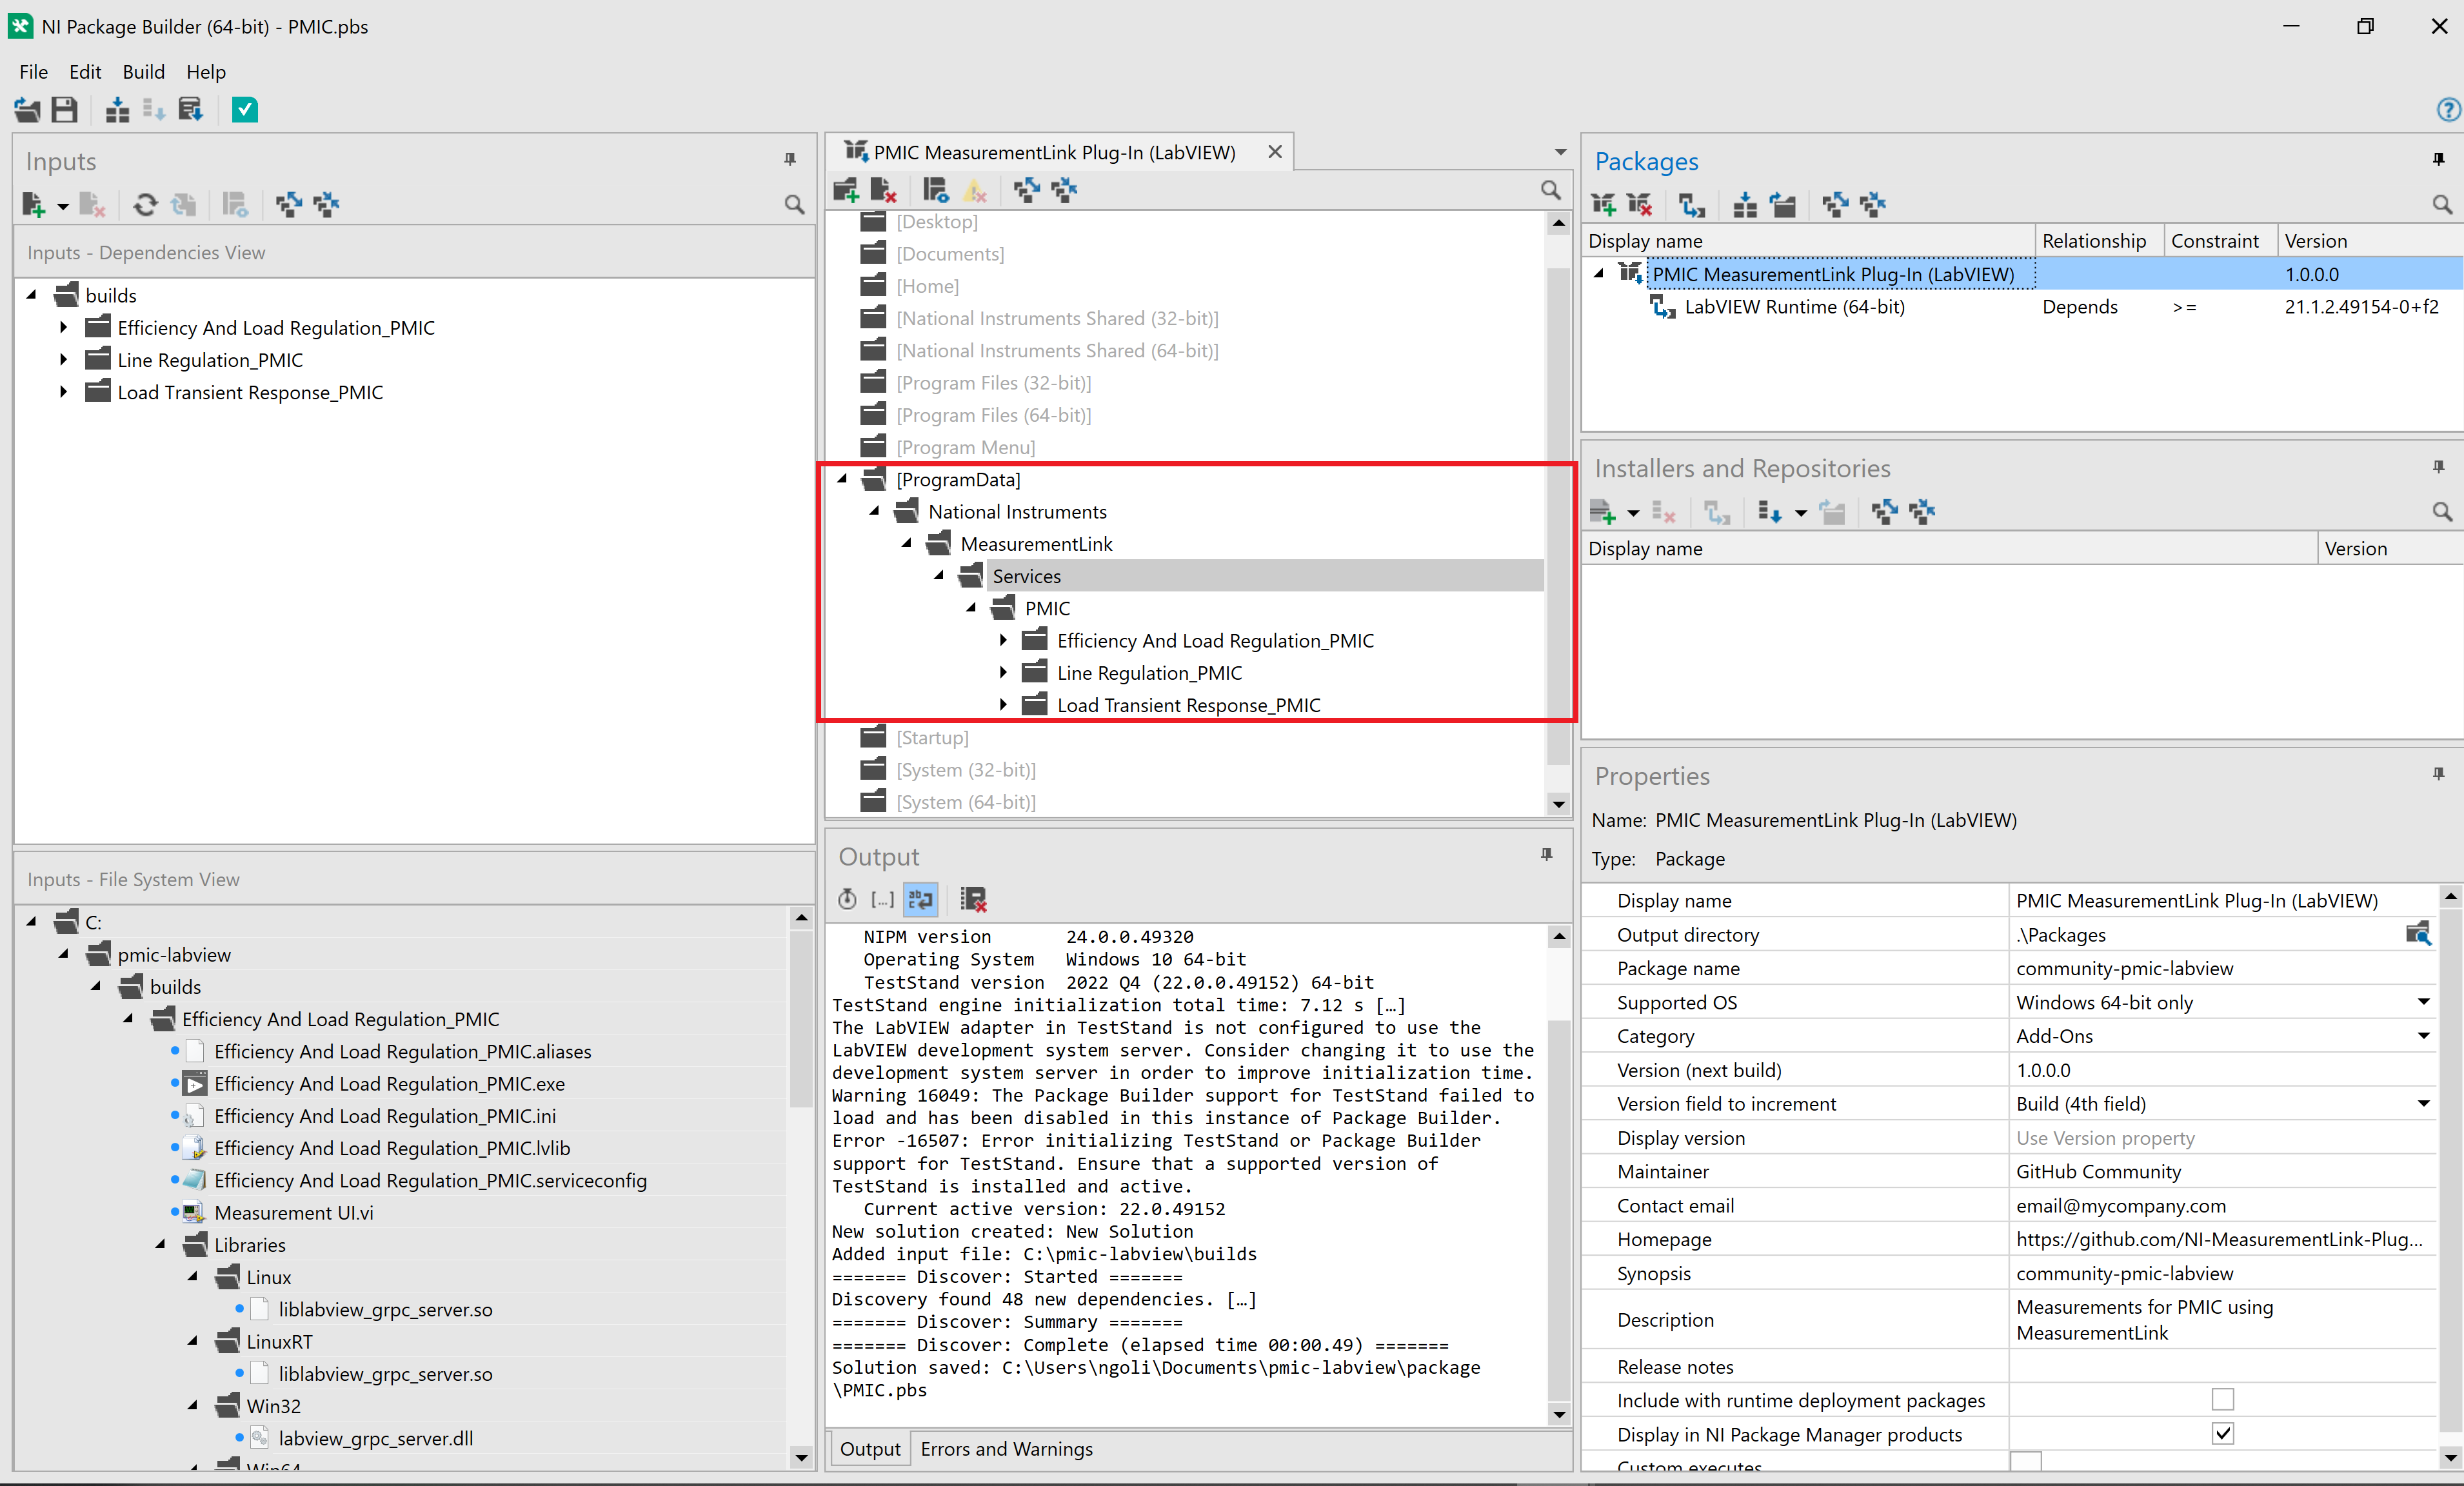 NI Package Builder (64-bit) - PMIC.pbs
File Edit Build Help
Inputs
Inputs - Dependencies View
builds
Efficiency And Load Regulation_PMIC
Line Regulation_PMIC
Load Transient Response_PMIC
Inputs - File System View
C:
pmic-labview
builds
Efficiency And Load Regulation_PMIC
Efficiency And Load Regulation_PMIC.aliases
Efficiency And Load Regulation_PMIC.exe
Efficiency And Load Regulation_PMIC.ini
Efficiency And Load Regulation_PMIC.lvlib
Efficiency And Load Regulation_PMIC.serviceconfig
Measurement UI.vi
Libraries
Linux
liblabview_grpc_server.so
LinuxRT
liblabview_grpc_server.so
Win32
labview_grpc_server.dll
Win64
PMIC MeasurementLink Plug-In (LabVIEW)
[Desktop]
[Documents]
[Home]
[National Instruments Shared (32-bit)]
[National Instruments Shared (64-bit)]
[Program Files (32-bit)]
[Program Files (64-bit)]
[Program Menu]
[ProgramData]
National Instruments
MeasurementLink
Services
PMIC
Efficiency And Load Regulation_PMIC
Line Regulation_PMIC
Load Transient Response_PMIC
[Startup]
[System (32-bit)]
[System (64-bit)]
Output
NIPM version 24.0.0.49320
Operating System Windows 10 64-bit
TestStand version 2022 Q4 (22.0.0.49152) 64-bit
TestStand engine initialization total time: 7.12 s […]
The LabVIEW adapter in TestStand is not configured to use the
LabVIEW development system server. Consider changing it to use the
development system server in order to improve initialization time.
Warning 16049: The Package Builder support for TestStand failed to
load and has been disabled in this instance of Package Builder.
Error -16507: Error initializing TestStand or Package Builder
support for TestStand. Ensure that a supported version of
TestStand is installed and active.
Current active version: 22.0.49152
New solution created: New Solution
Added input file: C:\pmic-labview\builds
======= Discover: Started =======
Discovery found 48 new dependencies. […]
======= Discover: Summary =======
======= Discover: Complete (elapsed time 00:00.49) =======
Solution saved: C:\Users\ngoli\Documents\pmic-labview\package
\PMIC.pbs
Output Errors and Warnings
Packages
Display name Relationship Constraint Version
PMIC MeasurementLink Plug-In (LabVIEW) 1.0.0.0
LabVIEW Runtime (64-bit) Depends >= 21.1.2.49154-0+f2
Installers and Repositories
Display name Version
Properties
Name: PMIC MeasurementLink Plug-In (LabVIEW)
Type: Package
Display name PMIC MeasurementLink Plug-In (LabVIEW)
Output directory .\Packages
Package name community-pmic-labview
Supported OS Windows 64-bit only
Category Add-Ons
Version (next build) 1.0.0.0
Version field to increment Build (4th field)
Display version Use Version property
Maintainer GitHub Community
Contact email email@mycompany.com
Homepage https://github.com/NI-MeasurementLink-Plug...
Synopsis community-pmic-labview
Description Measurements for PMIC using
MeasurementLink
Release notes
Include with runtime deployment packages
Display in NI Package Manager products
Custom executes